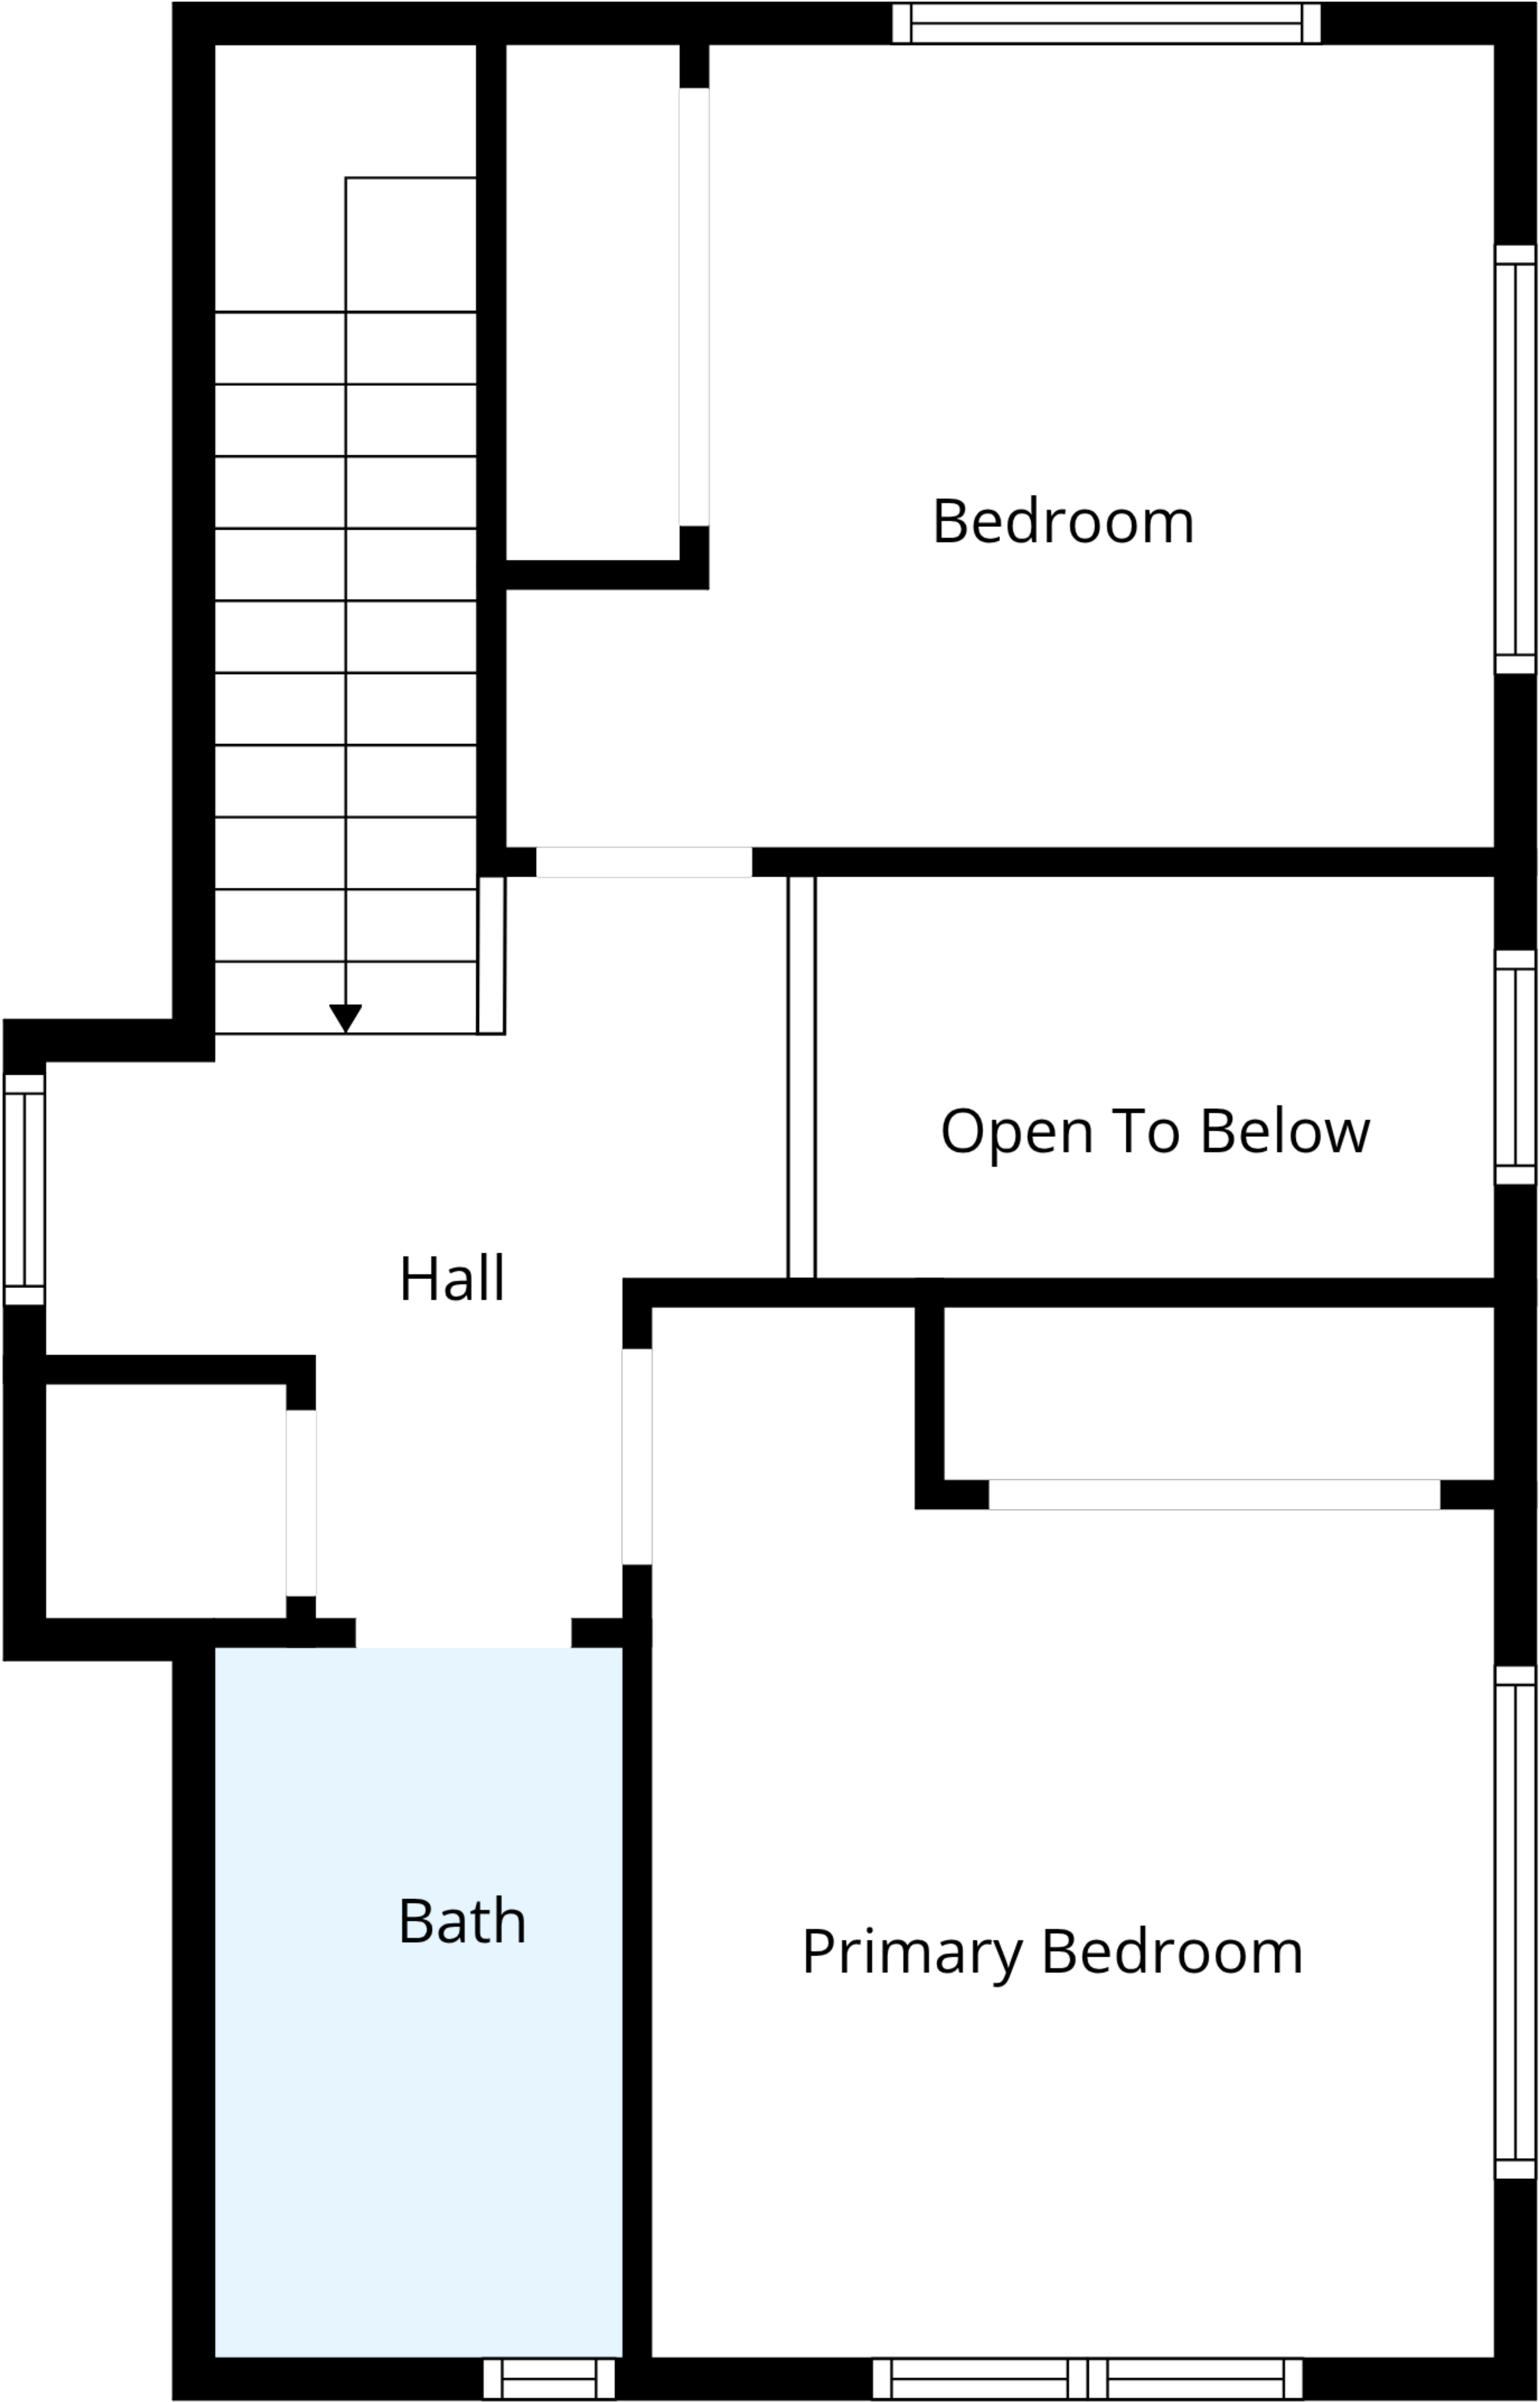 Bedroom
Open To Below
Hall
Bath
Primary Bedroom